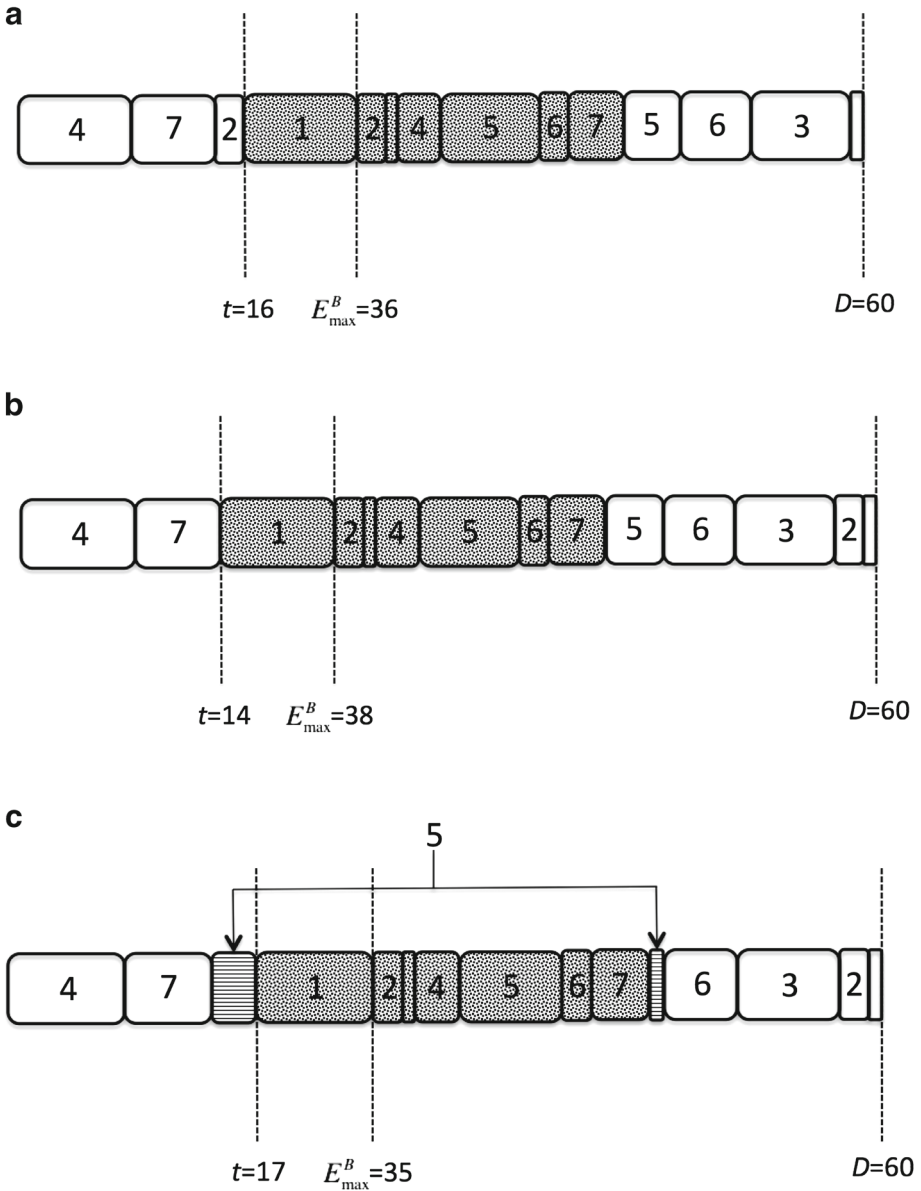 a
4 7 2 1 2 4 5 6 7 5 6 3
t=16 E^B_max=36 D=60
b
4 7 1 2 4 5 6 7 5 6 3 2
t=14 E^B_max=38 D=60
c
5
4 7 1 2 4 5 6 7 6 3 2
t=17 E^B_max=35 D=60